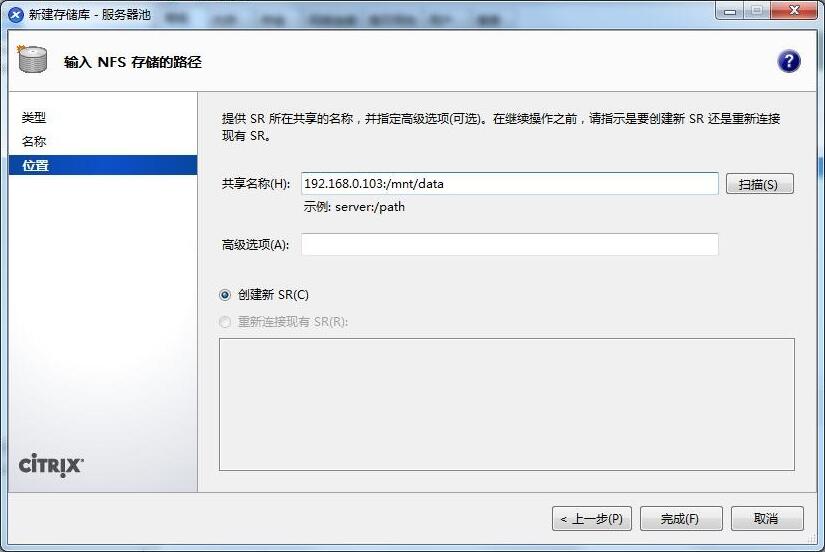 新建存储库 - 服务器池
输入 NFS 存储的路径
?
类型
名称
位置
提供 SR 所在共享的名称，并指定高级选项(可选)。在继续操作之前，请指示是要创建新 SR 还是重新连接
现有 SR。
共享名称(H): 192.168.0.103:/mnt/data 扫描(S)
示例: server:/path
高级选项(A):
创建新 SR(C)
重新连接现有 SR(R):
CITRIX
< 上一步(P) 完成(F) 取消